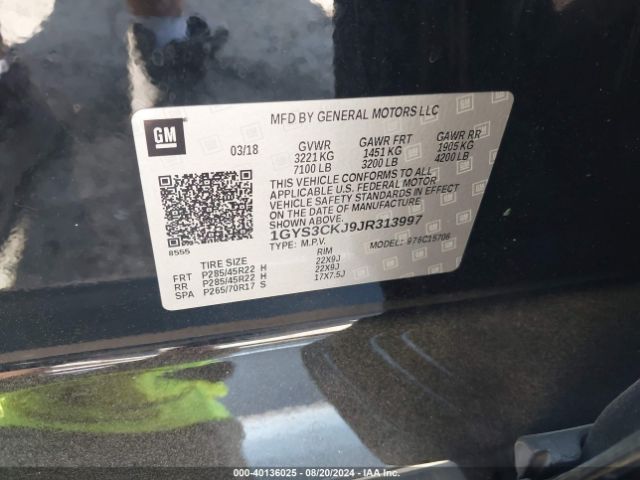 MFD BY GENERAL MOTORS LLC
GM
03/18
GVWR GAWR FRT GAWR RR
3221 KG 1451 KG 1905 KG
7100 LB 3200 LB 4200 LB
THIS VEHICLE CONFORMS TO ALL
APPLICABLE U.S. FEDERAL MOTOR
VEHICLE SAFETY STANDARDS IN EFFECT
ON THE DATE OF MANUFACTURE
SHOWN ABOVE.
1GYS3CKJ9JR313997
TYPE: M.P.V. MODEL: 978C15706
8555
TIRE SIZE RIM
FRT P285/45R22 H 22X9J
RR P285/45R22 H 22X9J
SPA P265/70R17 S 17X7.5J
000-40136025 - 08/20/2024 - IAA Inc.